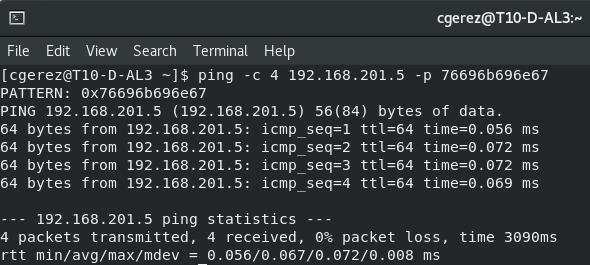 cgerez@T10-D-AL3:~
File Edit View Search Terminal Help
[cgerez@T10-D-AL3 ~]$ ping -c 4 192.168.201.5 -p 76696b696e67
PATTERN: 0x76696b696e67
PING 192.168.201.5 (192.168.201.5) 56(84) bytes of data.
64 bytes from 192.168.201.5: icmp_seq=1 ttl=64 time=0.056 ms
64 bytes from 192.168.201.5: icmp_seq=2 ttl=64 time=0.072 ms
64 bytes from 192.168.201.5: icmp_seq=3 ttl=64 time=0.072 ms
64 bytes from 192.168.201.5: icmp_seq=4 ttl=64 time=0.069 ms
--- 192.168.201.5 ping statistics ---
4 packets transmitted, 4 received, 0% packet loss, time 3090ms
rtt min/avg/max/mdev = 0.056/0.067/0.072/0.008 ms